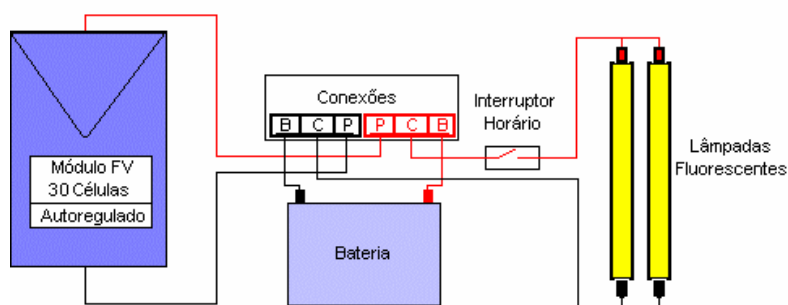 Módulo FV
30 Células
Autoregulado
Conexões
B C P P C B
Interruptor
Horário
Bateria
Lâmpadas
Fluorescentes